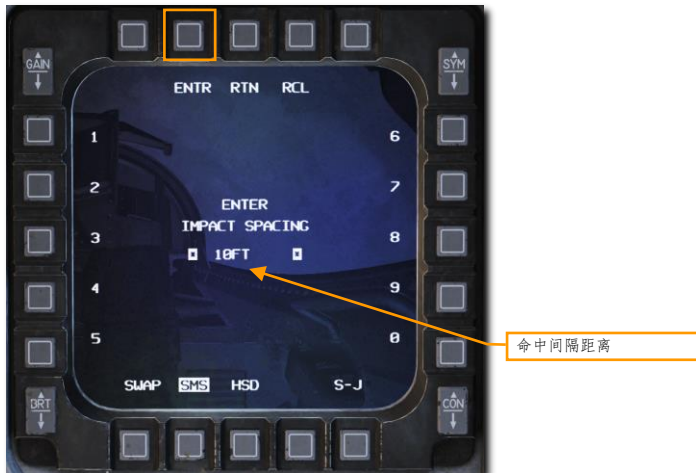 GAIN
SYM
ENTR RTN RCL
1 6
2 7
ENTER
IMPACT SPACING
3 8
10FT
4 9
命中间隔距离
5 0
SWAP SMS HSD S-J
BRT
CON